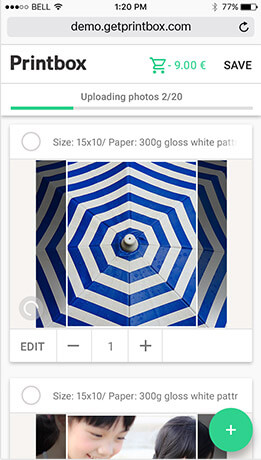 BELL 1:20 PM 77%
demo.getprintbox.com
Printbox - 9.00 € SAVE
Uploading photos 2/20
Size: 15x10/ Paper: 300g gloss white patt
EDIT − 1 +
Size: 15x10/ Paper: 300g gloss white pattr
+